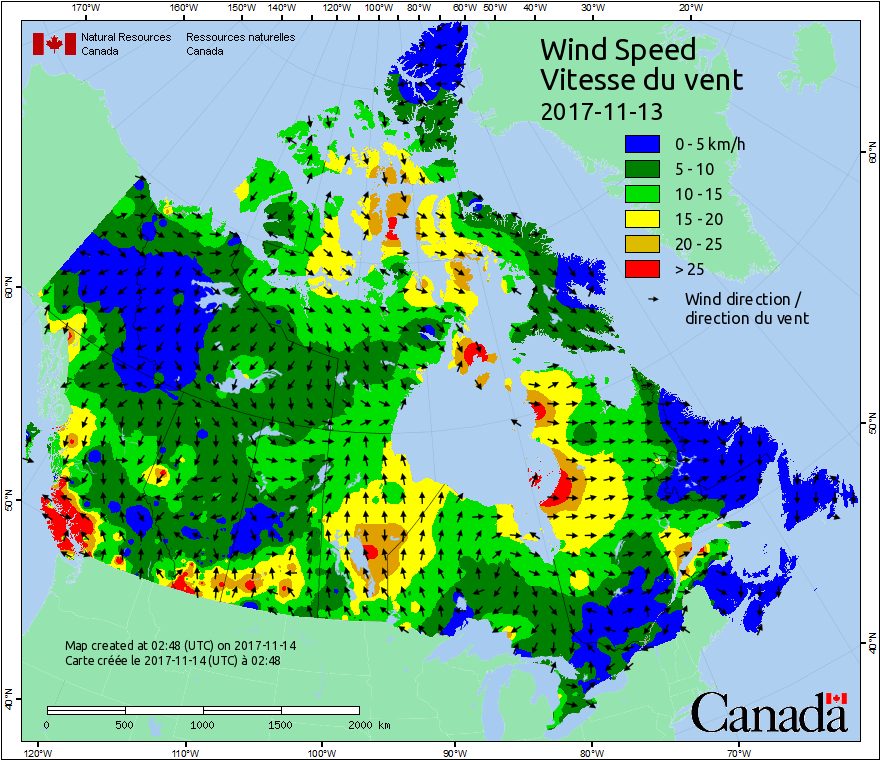 170°W 160°W 150°W 140°W 120°W 100°W 80°W 60°W 50°W 40°W 30°W 20°W
Natural Resources Canada
Ressources naturelles Canada
Wind Speed
Vitesse du vent
2017-11-13
0 - 5 km/h
5 - 10
10 - 15
15 - 20
20 - 25
> 25
Wind direction /
direction du vent
60°N
60°N
50°N
50°N
40°N
40°N
Map created at 02:48 (UTC) on 2017-11-14
Carte créée le 2017-11-14 (UTC) à 02:48
0 500 1000 1500 2000 km
Canada
120°W 110°W 100°W 90°W 80°W 70°W